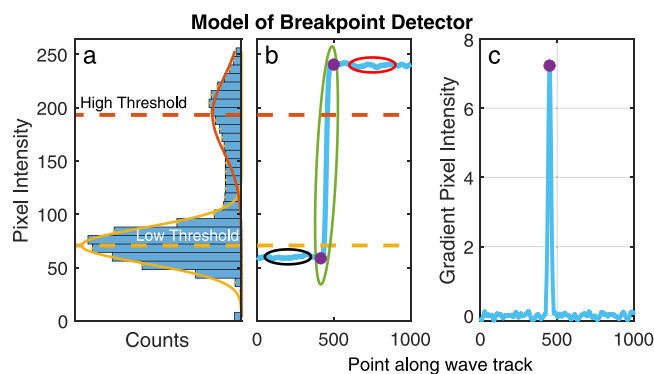 Model of Breakpoint Detector
a
b
c
Pixel Intensity
250
200
150
100
50
0
High Threshold
Low Threshold
Counts
0
500
1000
Point along wave track
Gradient Pixel Intensity
8
6
4
2
0
0
500
1000